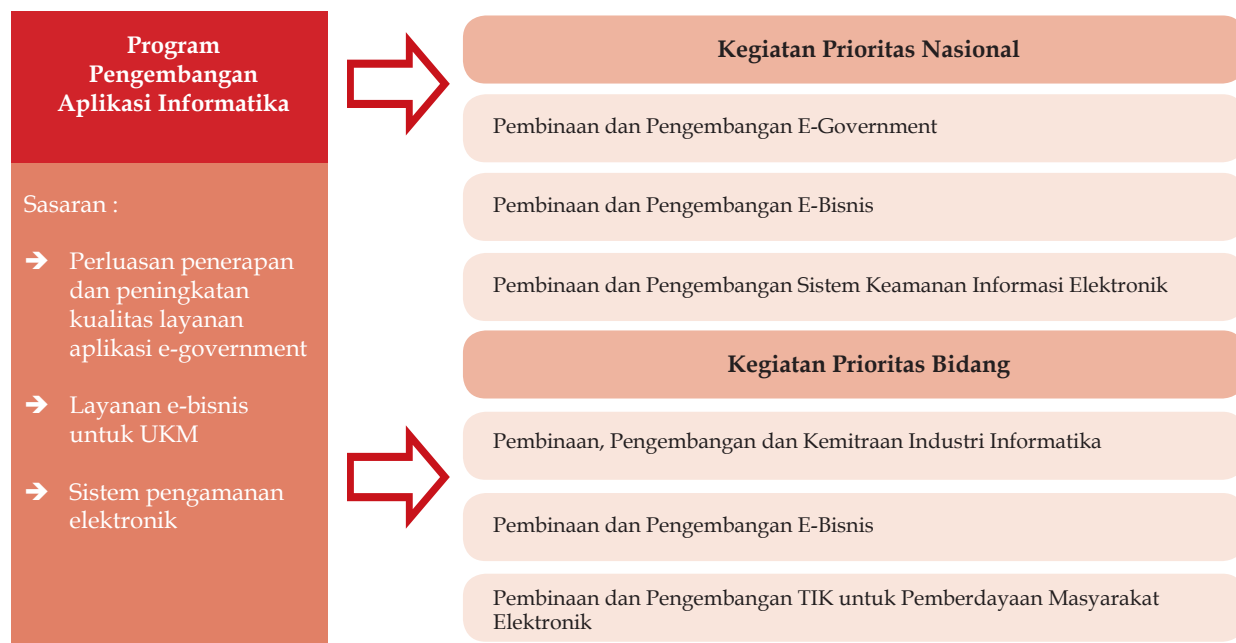 Program
Pengembangan
Aplikasi Informatika
Sasaran :
➔ Perluasan penerapan
dan peningkatan
kualitas layanan
aplikasi e-government
➔ Layanan e-bisnis
untuk UKM
➔ Sistem pengamanan
elektronik
Kegiatan Prioritas Nasional
Pembinaan dan Pengembangan E-Government
Pembinaan dan Pengembangan E-Bisnis
Pembinaan dan Pengembangan Sistem Keamanan Informasi Elektronik
Kegiatan Prioritas Bidang
Pembinaan, Pengembangan dan Kemitraan Industri Informatika
Pembinaan dan Pengembangan E-Bisnis
Pembinaan dan Pengembangan TIK untuk Pemberdayaan Masyarakat
Elektronik